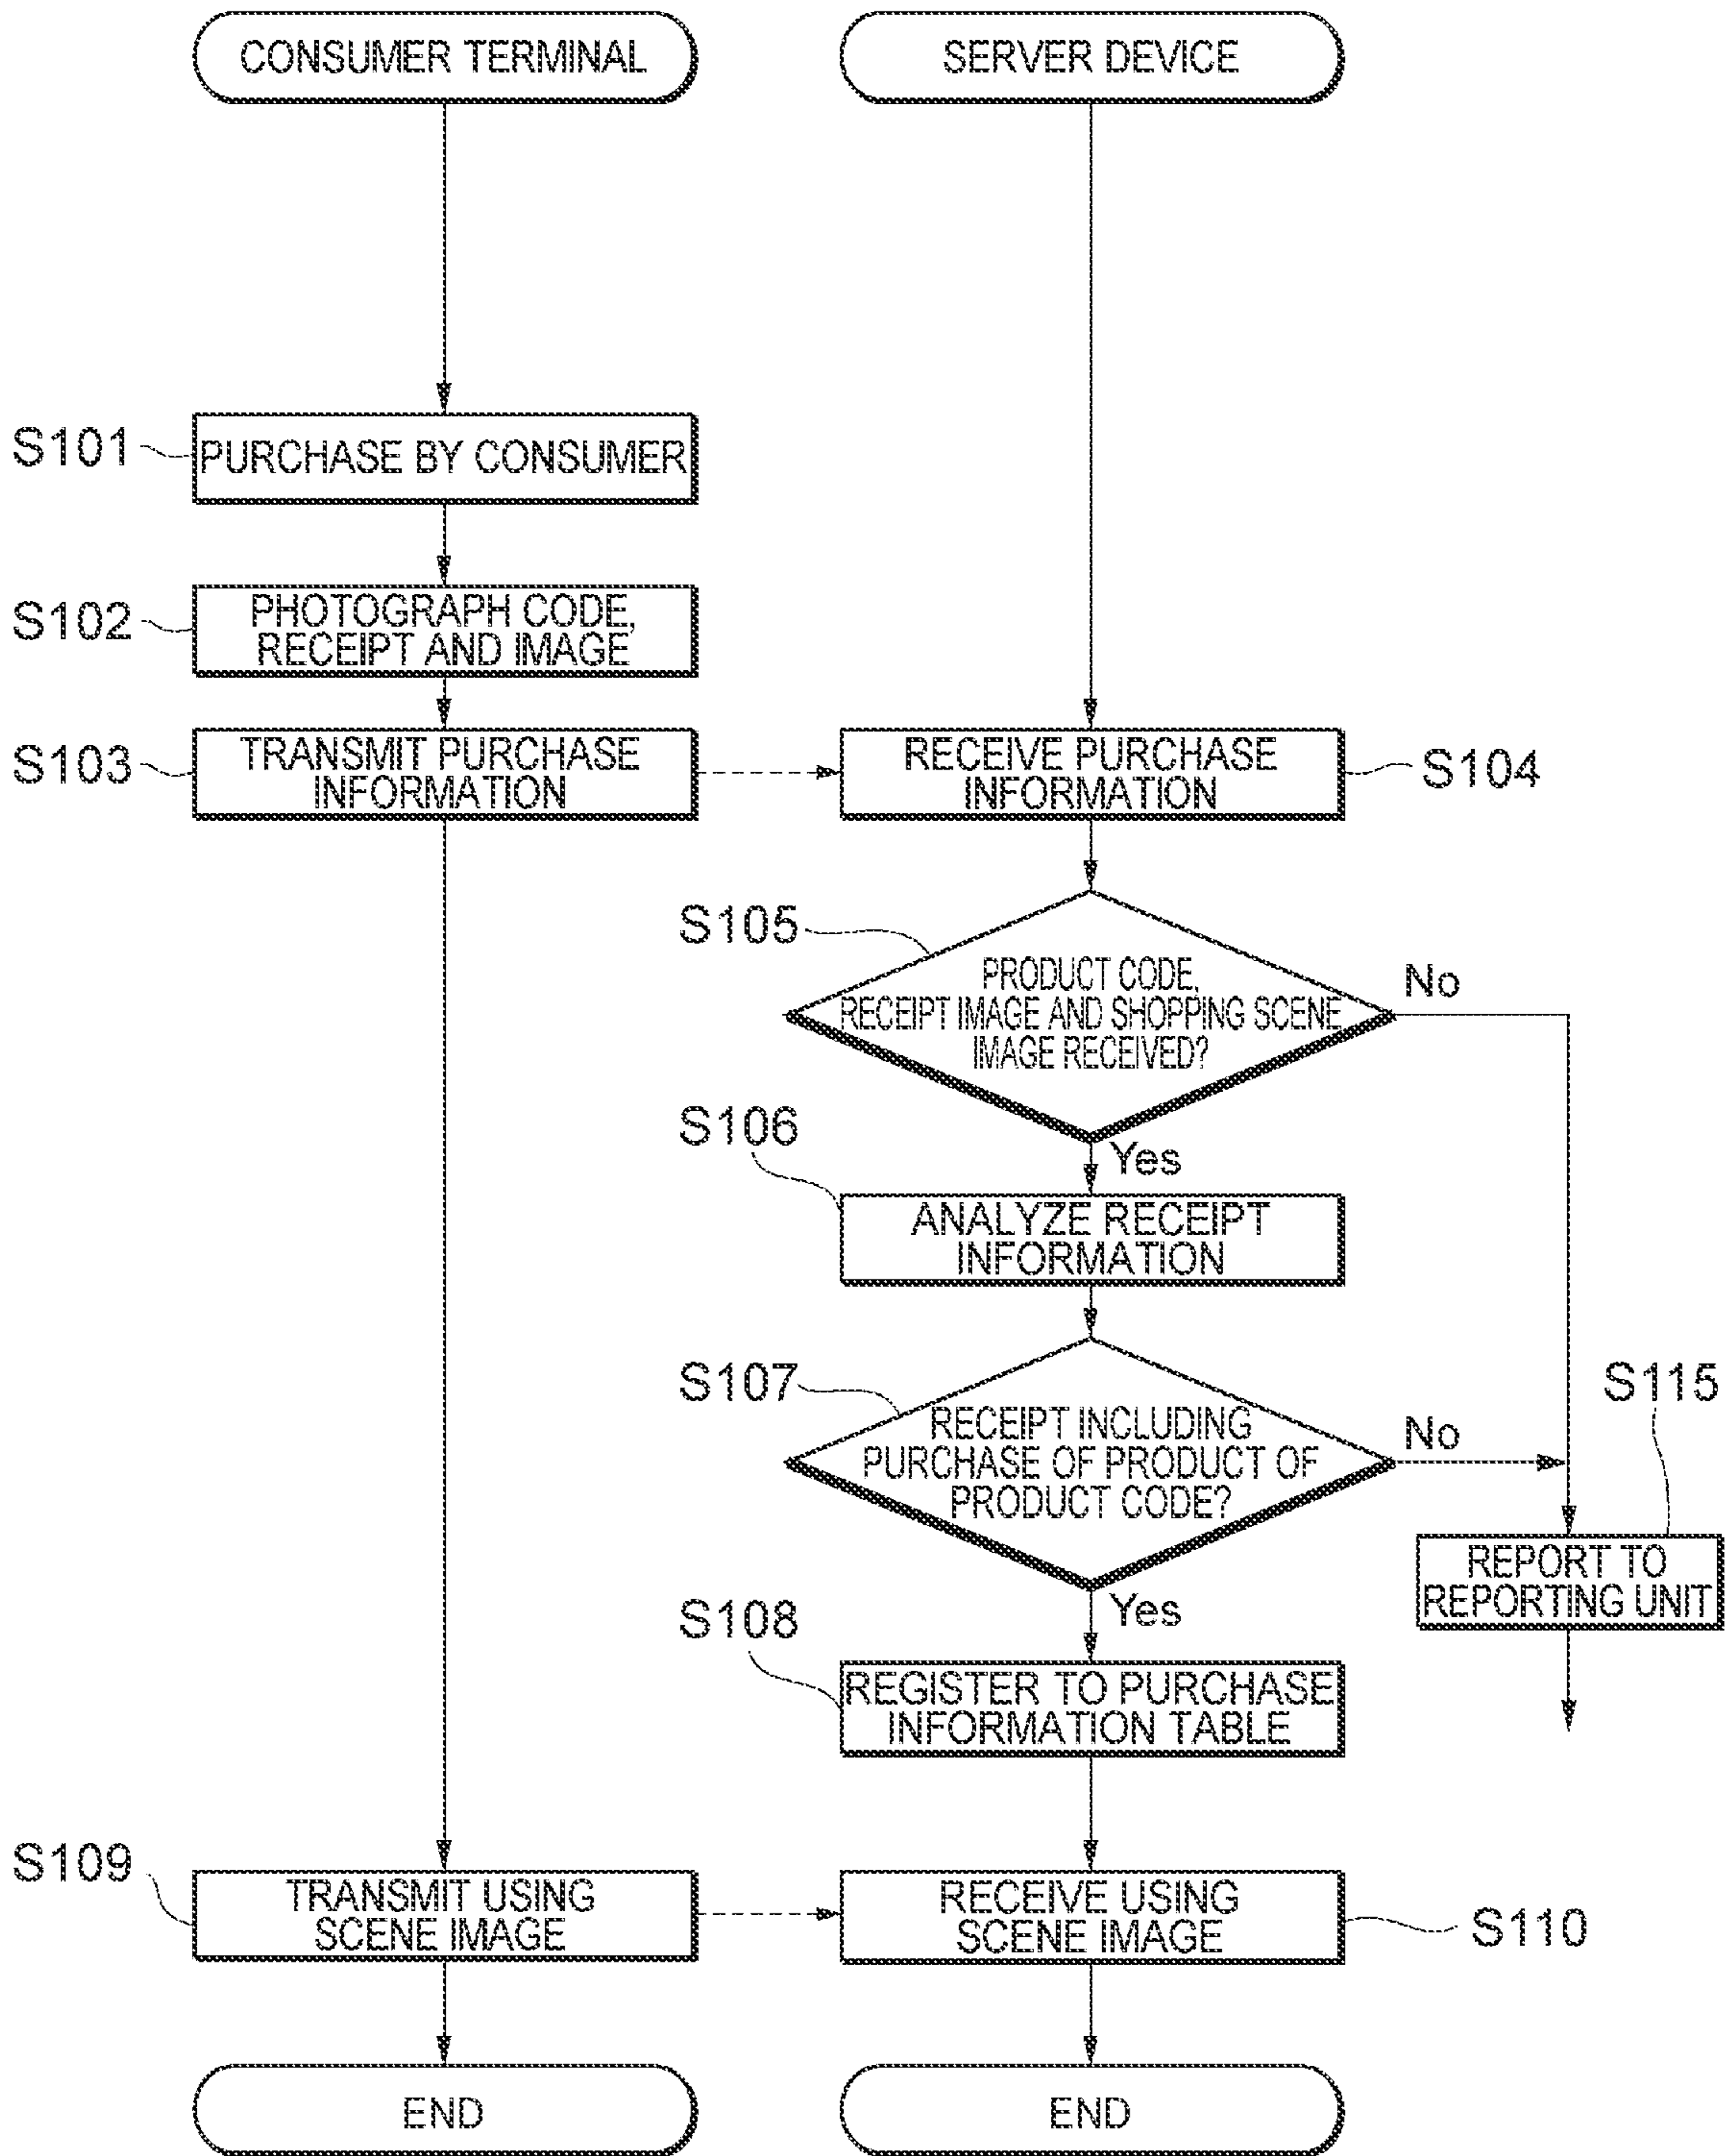 CONSUMER TERMINAL
SERVER DEVICE
S101
PURCHASE BY CONSUMER
S102
PHOTOGRAPH CODE,
RECEIPT AND IMAGE
S103
TRANSMIT PURCHASE
INFORMATION
RECEIVE PURCHASE
INFORMATION
S104
S105
PRODUCT CODE,
RECEIPT IMAGE AND SHOPPING SCENE
IMAGE RECEIVED?
No
Yes
S106
ANALYZE RECEIPT
INFORMATION
S107
RECEIPT INCLUDING
PURCHASE OF PRODUCT OF
PRODUCT CODE?
No
Yes
S115
REPORT TO
REPORTING UNIT
S108
REGISTER TO PURCHASE
INFORMATION TABLE
S109
TRANSMIT USING
SCENE IMAGE
RECEIVE USING
SCENE IMAGE
S110
END
END